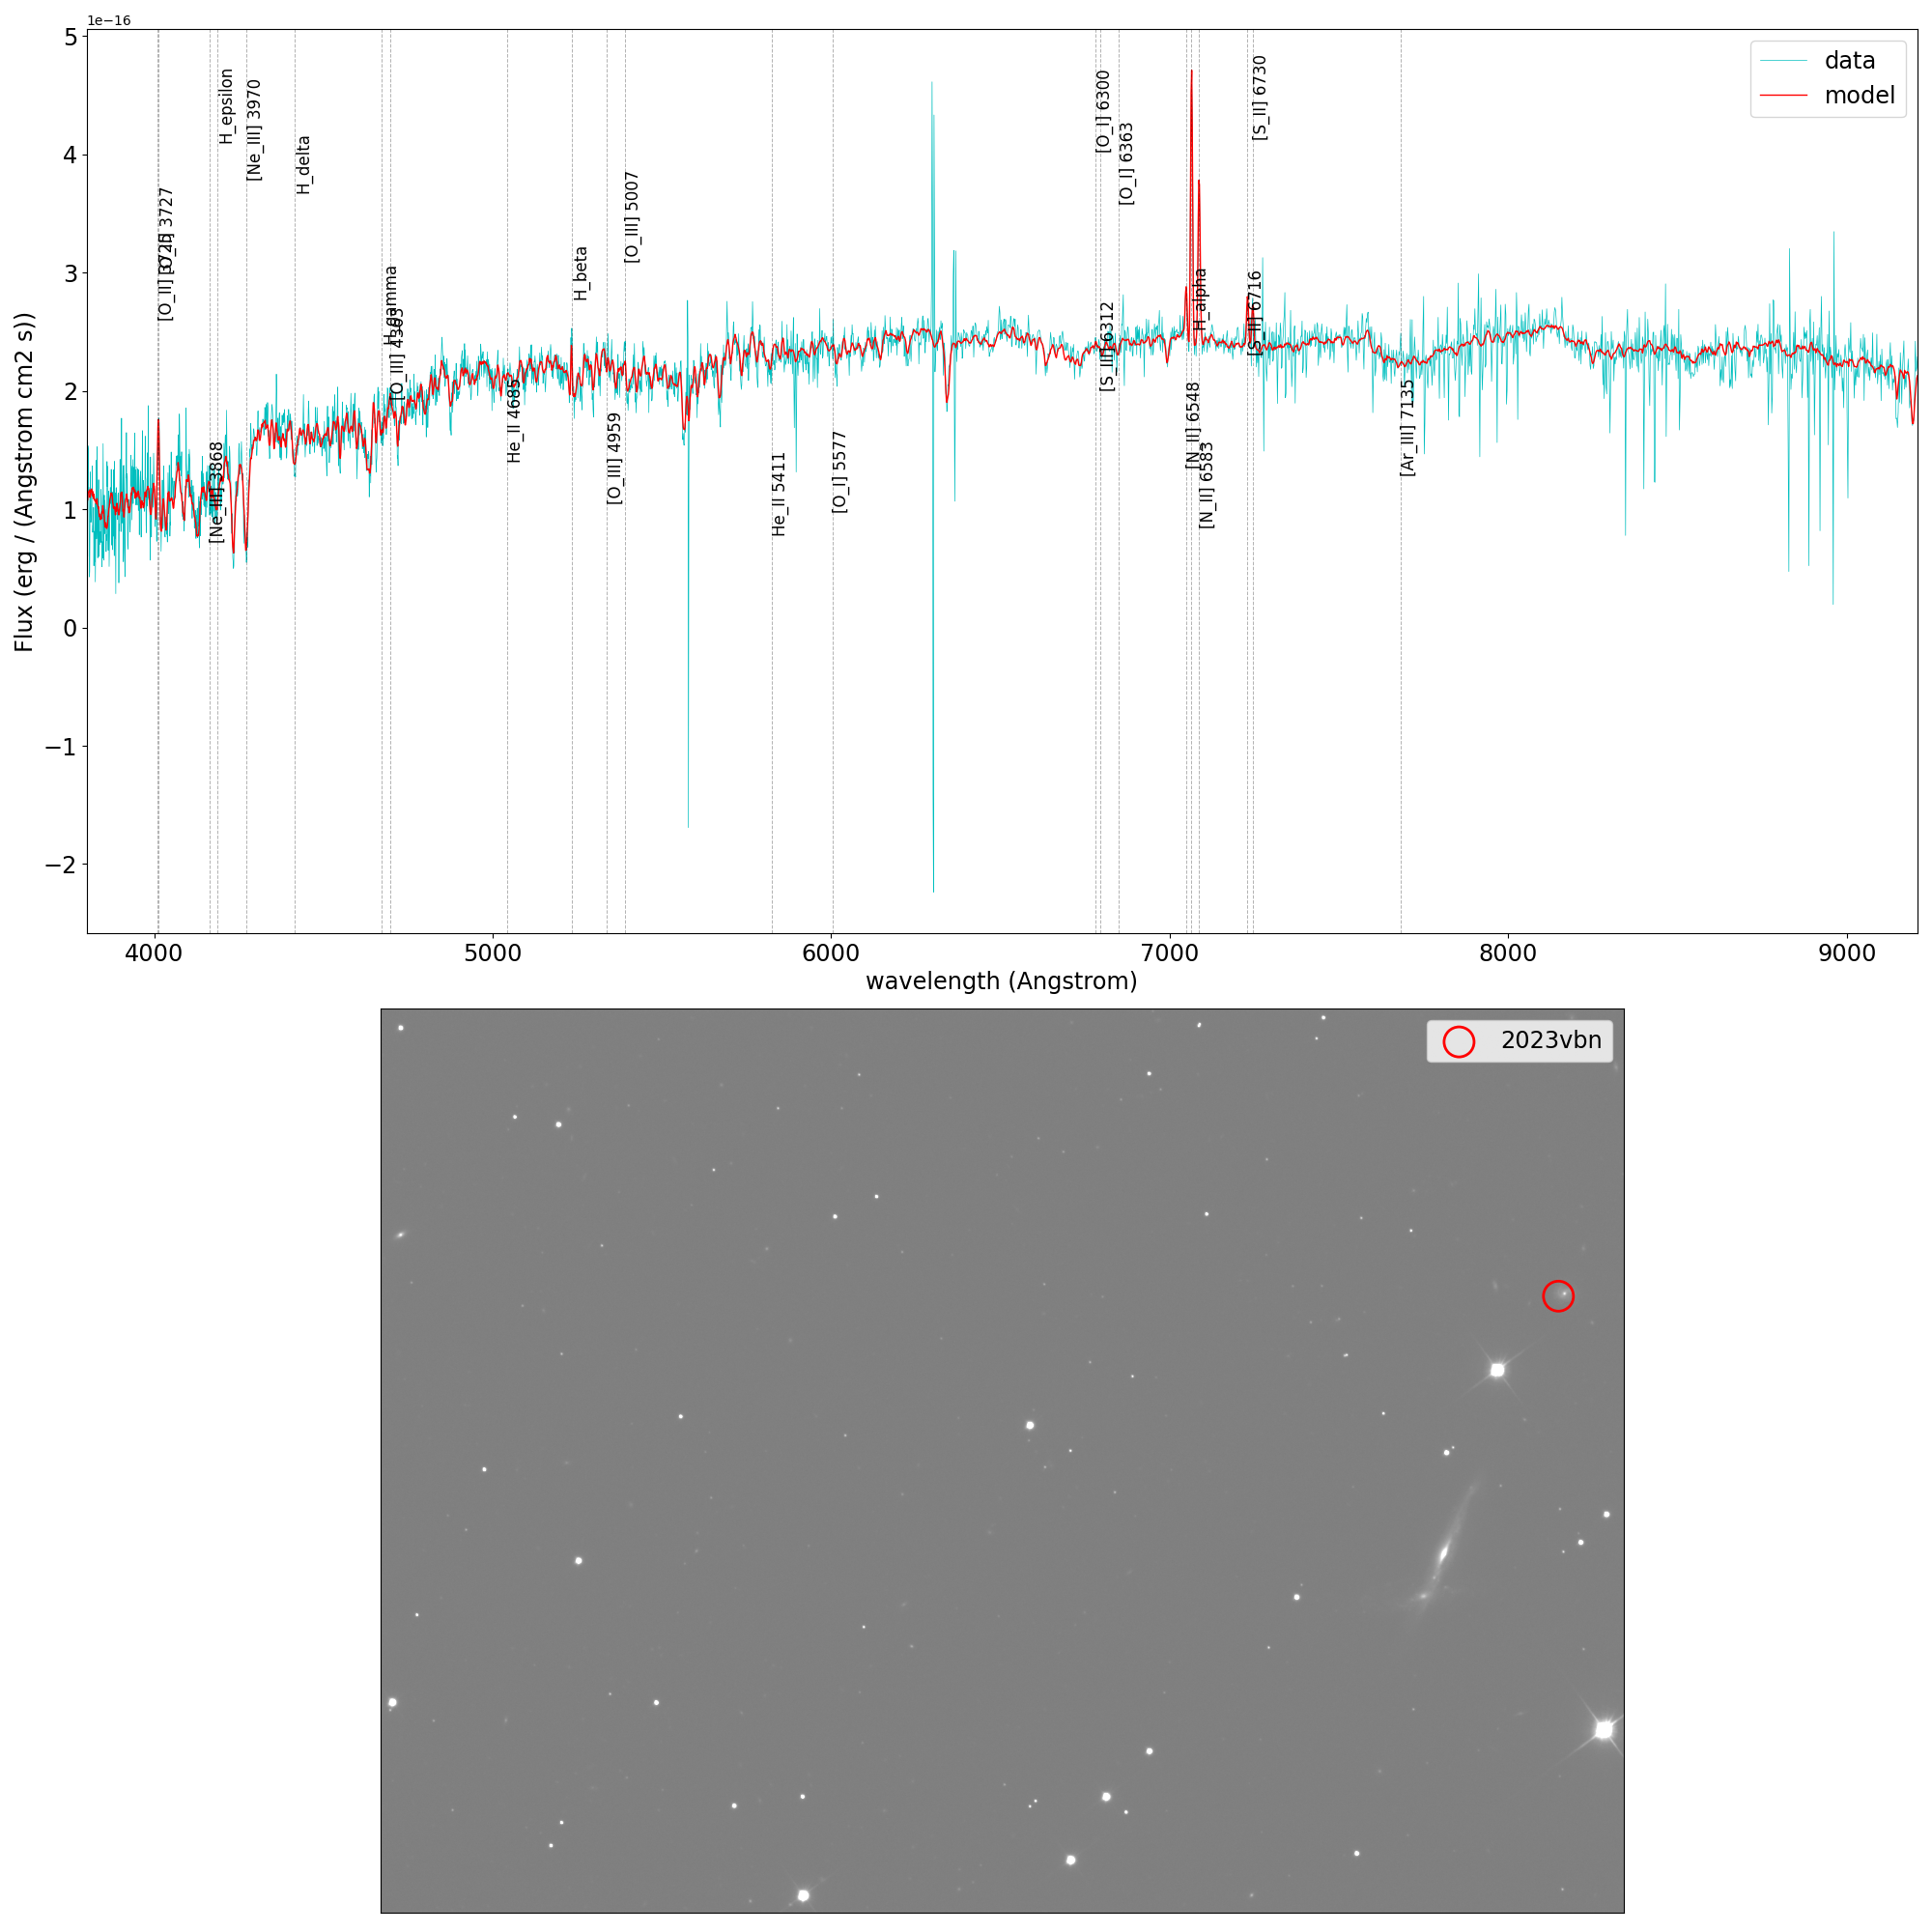 1e−16
5
4
3
2
1
0
−1
−2
Flux (erg / (Angstrom cm2 s))
data
model
H_epsilon
[Ne_III] 3970
H_delta
[O_II] 3727
[O_II] 3725
H_gamma
[O_III] 4363
H_beta
[O_III] 5007
[O_I] 6300
[O_I] 6363
[S_II] 6730
[S_II] 6716
H_alpha
[S_III] 6312
[Ne_III] 3868
He_II 4685
[O_III] 4959
He_II 5411
[O_I] 5577
[N_II] 6548
[N_II] 6583
[Ar_III] 7135
4000 5000 6000 7000 8000 9000
wavelength (Angstrom)
2023vbn